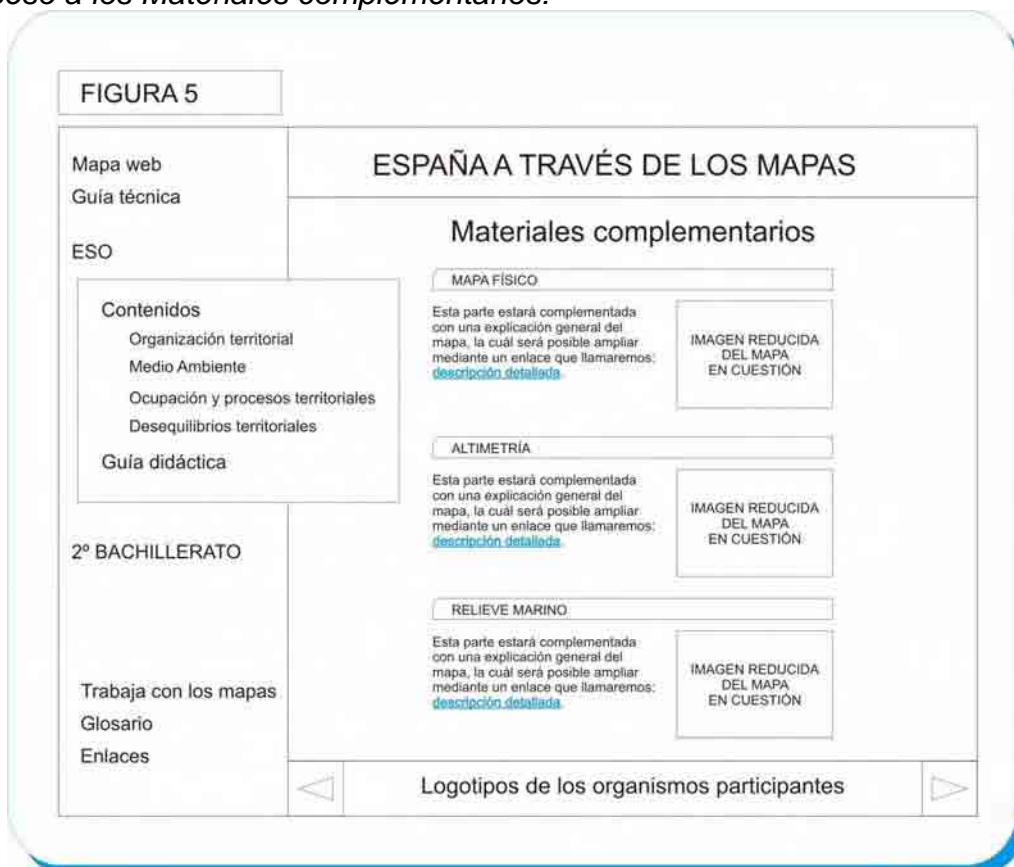 a los Materiales complementarios.
FIGURA 5
Mapa web
Guía técnica
ESO
Contenidos
Organización territorial
Medio Ambiente
Ocupación y procesos territoriales
Desequilibrios territoriales
Guía didáctica
2º BACHILLERATO
Trabaja con los mapas
Glosario
Enlaces
ESPAÑA A TRAVÉS DE LOS MAPAS
Materiales complementarios
MAPA FÍSICO
Esta parte estará complementada
con una explicación general del
mapa, la cuál será posible ampliar
mediante un enlace que llamaremos:
descripción detallada.
IMAGEN REDUCIDA
DEL MAPA
EN CUESTIÓN
ALTIMETRÍA
Esta parte estará complementada
con una explicación general del
mapa, la cuál será posible ampliar
mediante un enlace que llamaremos:
descripción detallada.
IMAGEN REDUCIDA
DEL MAPA
EN CUESTIÓN
RELIEVE MARINO
Esta parte estará complementada
con una explicación general del
mapa, la cuál será posible ampliar
mediante un enlace que llamaremos:
descripción detallada.
IMAGEN REDUCIDA
DEL MAPA
EN CUESTIÓN
Logotipos de los organismos participantes